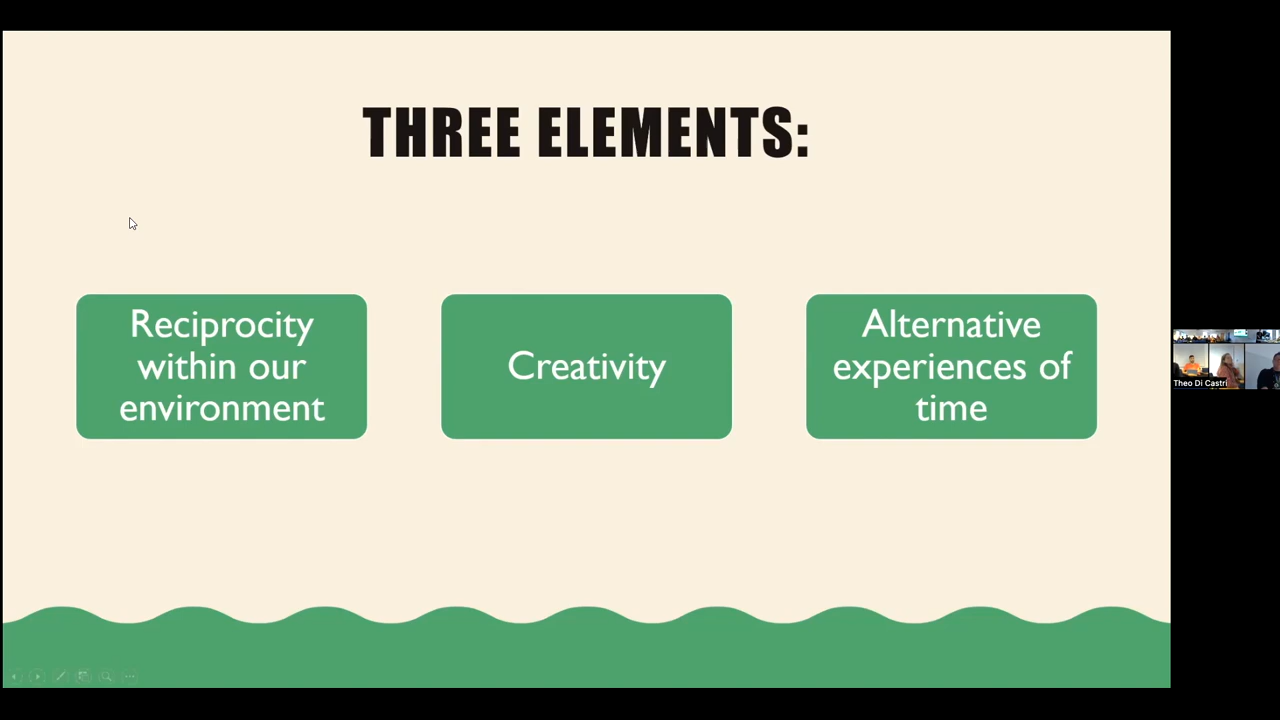 THREE ELEMENTS:
Reciprocity
within our
environment
Creativity
Alternative
experiences of
time
Theo Di Castri